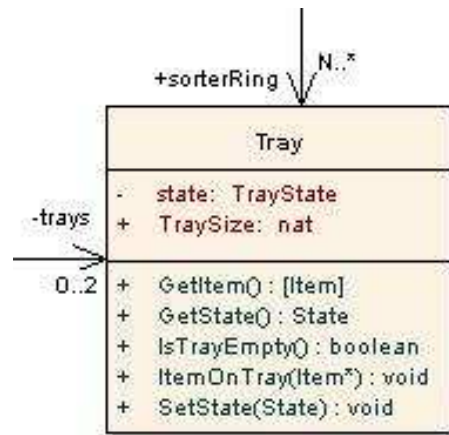 N..*
+sorterRing
Tray
- state: TrayState
-trays
+ TraySize: nat
0..2
+ GetItem() : [Item]
+ GetState() : State
+ IsTrayEmpty() : boolean
+ ItemOnTray(Item*) : void
+ SetState(State) : void